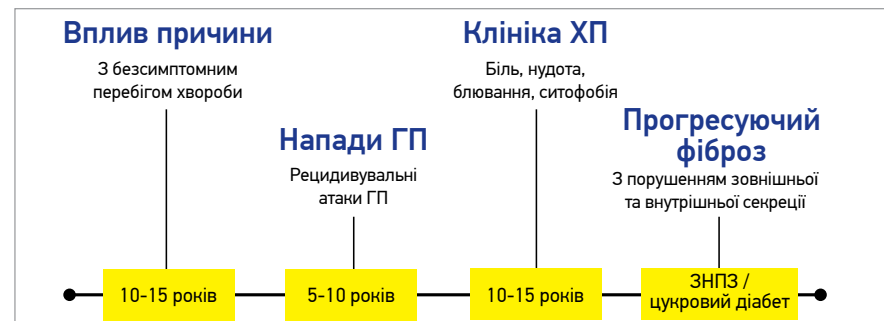 Вплив причини
З безсимптомним
перебігом хвороби
10-15 років
Напади ГП
Рецидивувальні
атаки ГП
5-10 років
Клініка ХП
Біль, нудота,
блювання, ситофобія
10-15 років
Прогресуючий
фіброз
З порушенням зовнішньої
та внутрішньої секреції
ЗНПЗ /
цукровий діабет